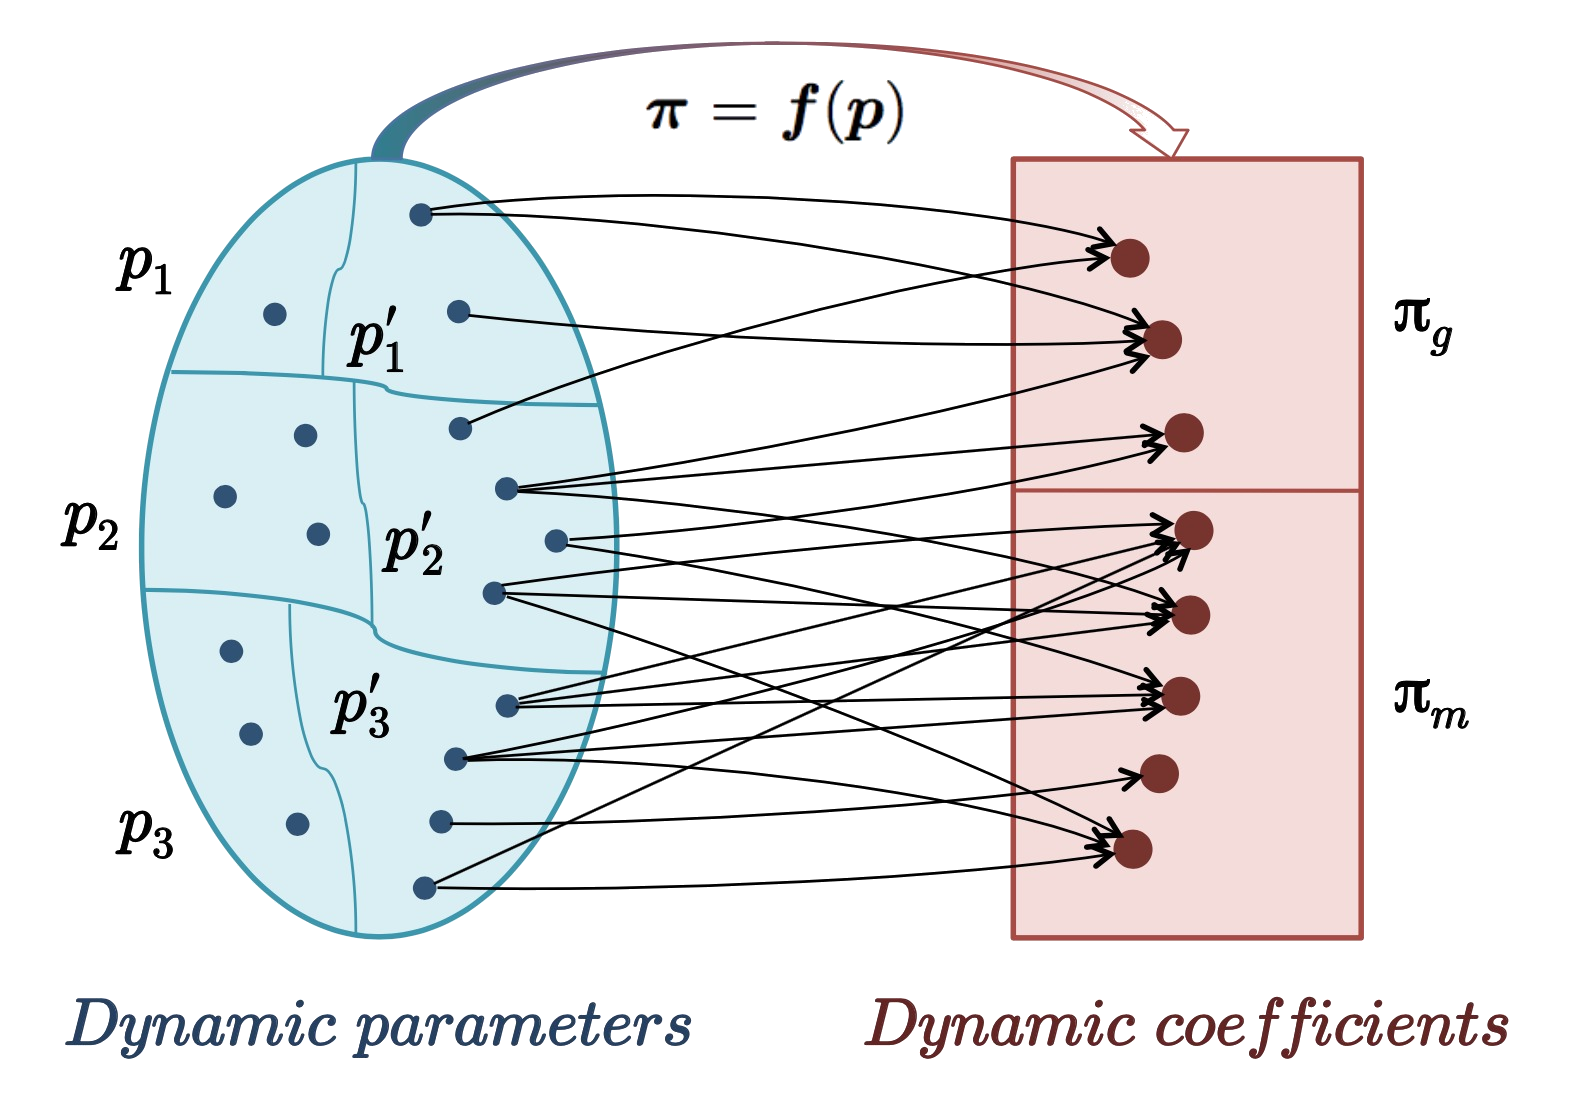 π = f(p)
p₁
p′₁
πg
p₂
p′₂
p′₃
πm
p₃
Dynamic parameters
Dynamic coefficients